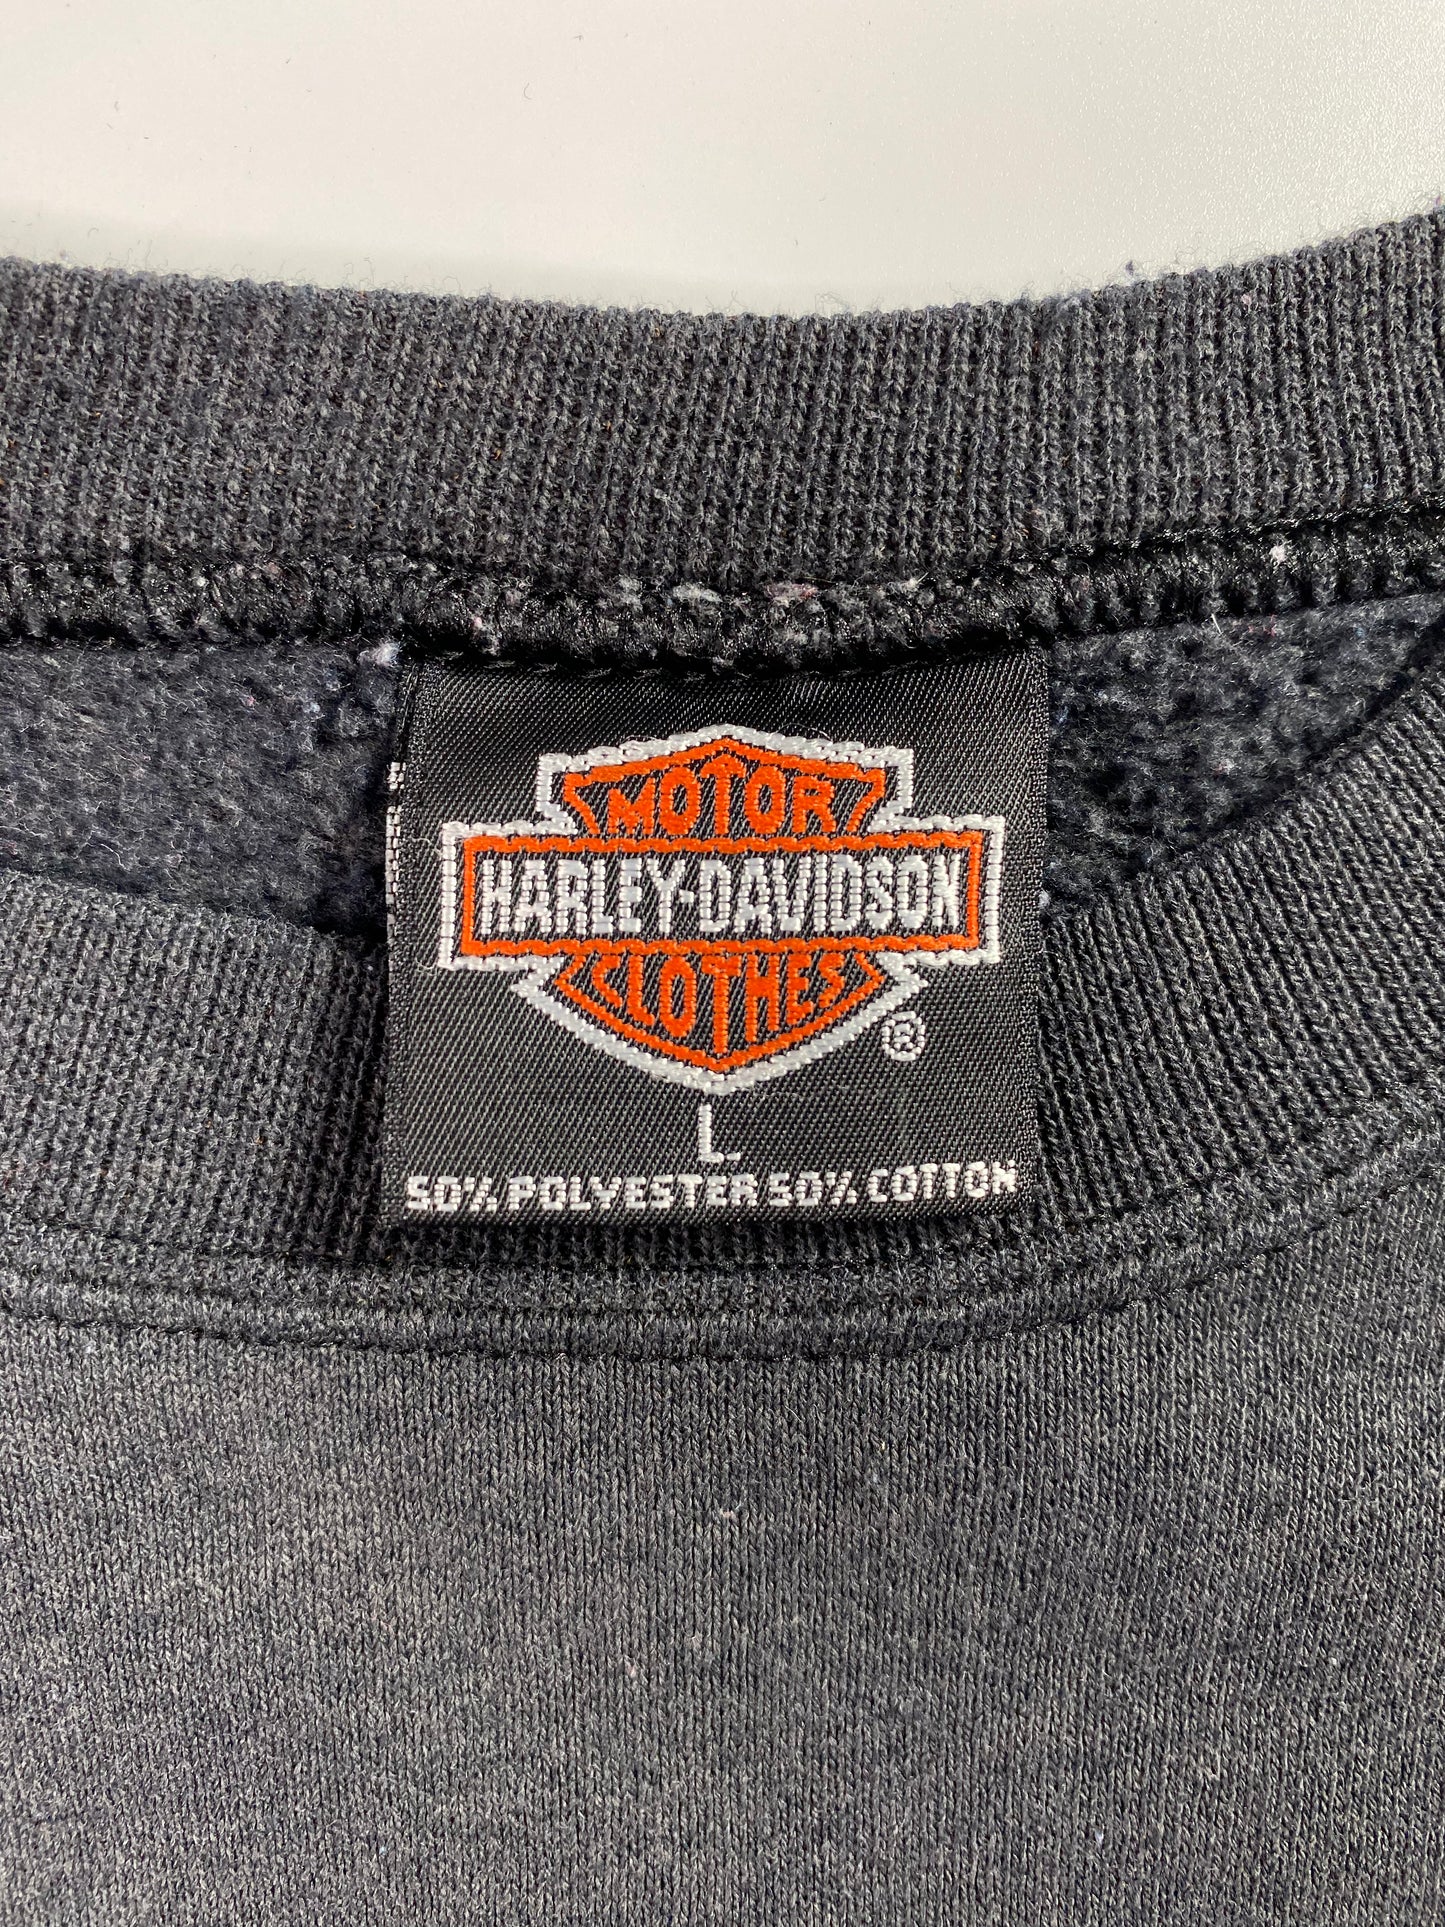 MOTOR
HARLEY-DAVIDSON
CLOTHES
®
L
50% POLYESTER 50% COTTON